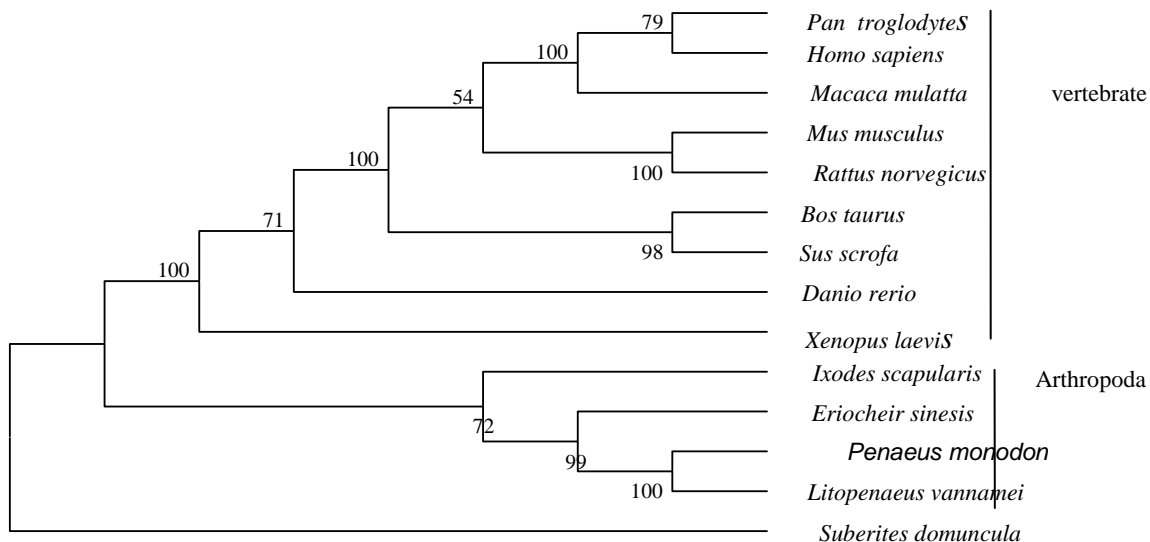 79
Pan troglodytes
Homo sapiens
100
Macaca mulatta
vertebrate
54
Mus musculus
100
Rattus norvegicus
100
Bos taurus
98
Sus scrofa
71
Danio rerio
100
Xenopus laevis
Ixodes scapularis
Arthropoda
72
Eriocheir sinesis
99
Penaeus monodon
100
Litopenaeus vannamei
Suberites domuncula